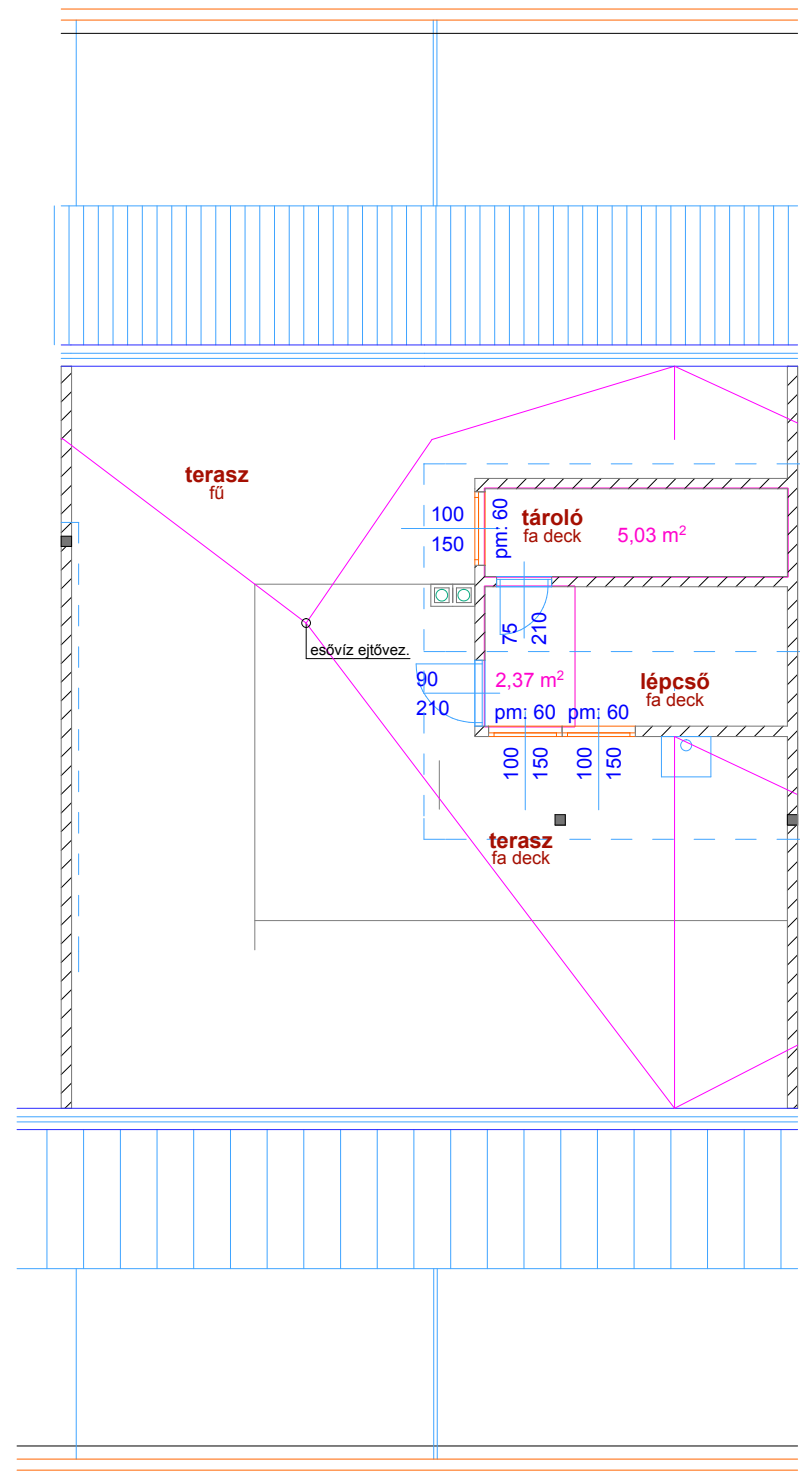 terasz
fű
100
150
pm: 60
tároló
fa deck
5,03 m²
75
210
esővíz ejtővez.
90
210
2,37 m²
lépcső
fa deck
pm: 60
pm: 60
100
150
100
150
terasz
fa deck